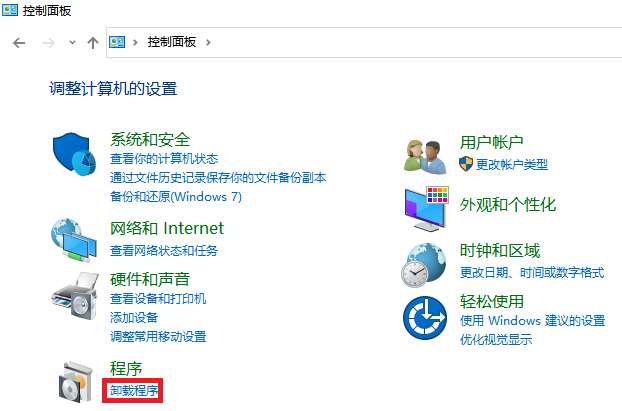 控制面板
控制面板
调整计算机的设置
系统和安全
查看你的计算机状态
通过文件历史记录保存你的文件备份副本
备份和还原(Windows 7)
网络和 Internet
查看网络状态和任务
硬件和声音
查看设备和打印机
添加设备
调整常用移动设置
程序
卸载程序
用户帐户
更改帐户类型
外观和个性化
时钟和区域
更改日期、时间或数字格式
轻松使用
使用 Windows 建议的设置
优化视觉显示